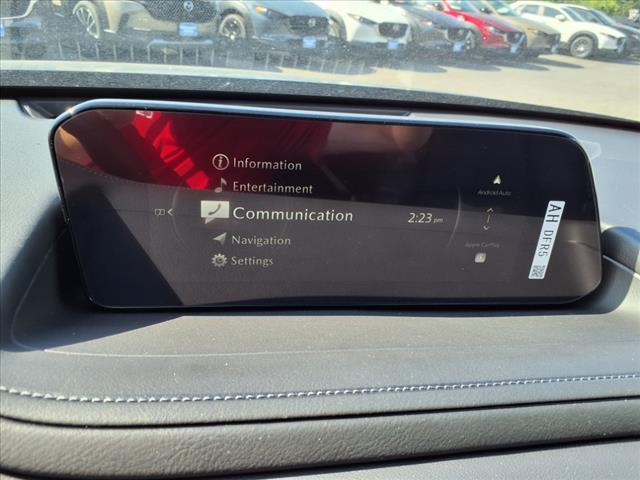 Information
Entertainment
Communication
2:23 pm
Navigation
Settings
Android Auto
Apple CarPlay
AH DFR5